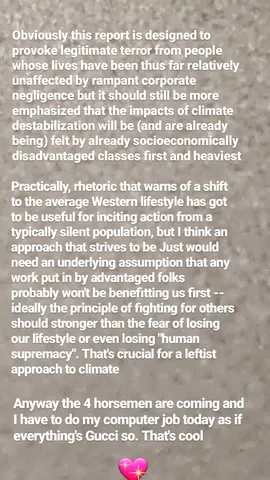 Obviously this report is designed to
provoke legitimate terror from people
whose lives have been thus far relatively
unaffected by rampant corporate
negligence but it should still be more
emphasized that the impacts of climate
destabilization will be (and are already
being) felt by already socioeconomically
disadvantaged classes first and heaviest
Practically, rhetoric that warns of a shift
to the average Western lifestyle has got
to be useful for inciting action from a
typically silent population, but I think an
approach that strives to be Just would
need an underlying assumption that any
work put in by advantaged folks
probably won't be benefitting us first --
ideally the principle of fighting for others
should stronger than the fear of losing
our lifestyle or even losing "human
supremacy". That's crucial for a leftist
approach to climate
Anyway the 4 horsemen are coming and
I have to do my computer job today as if
everything's Gucci so. That's cool